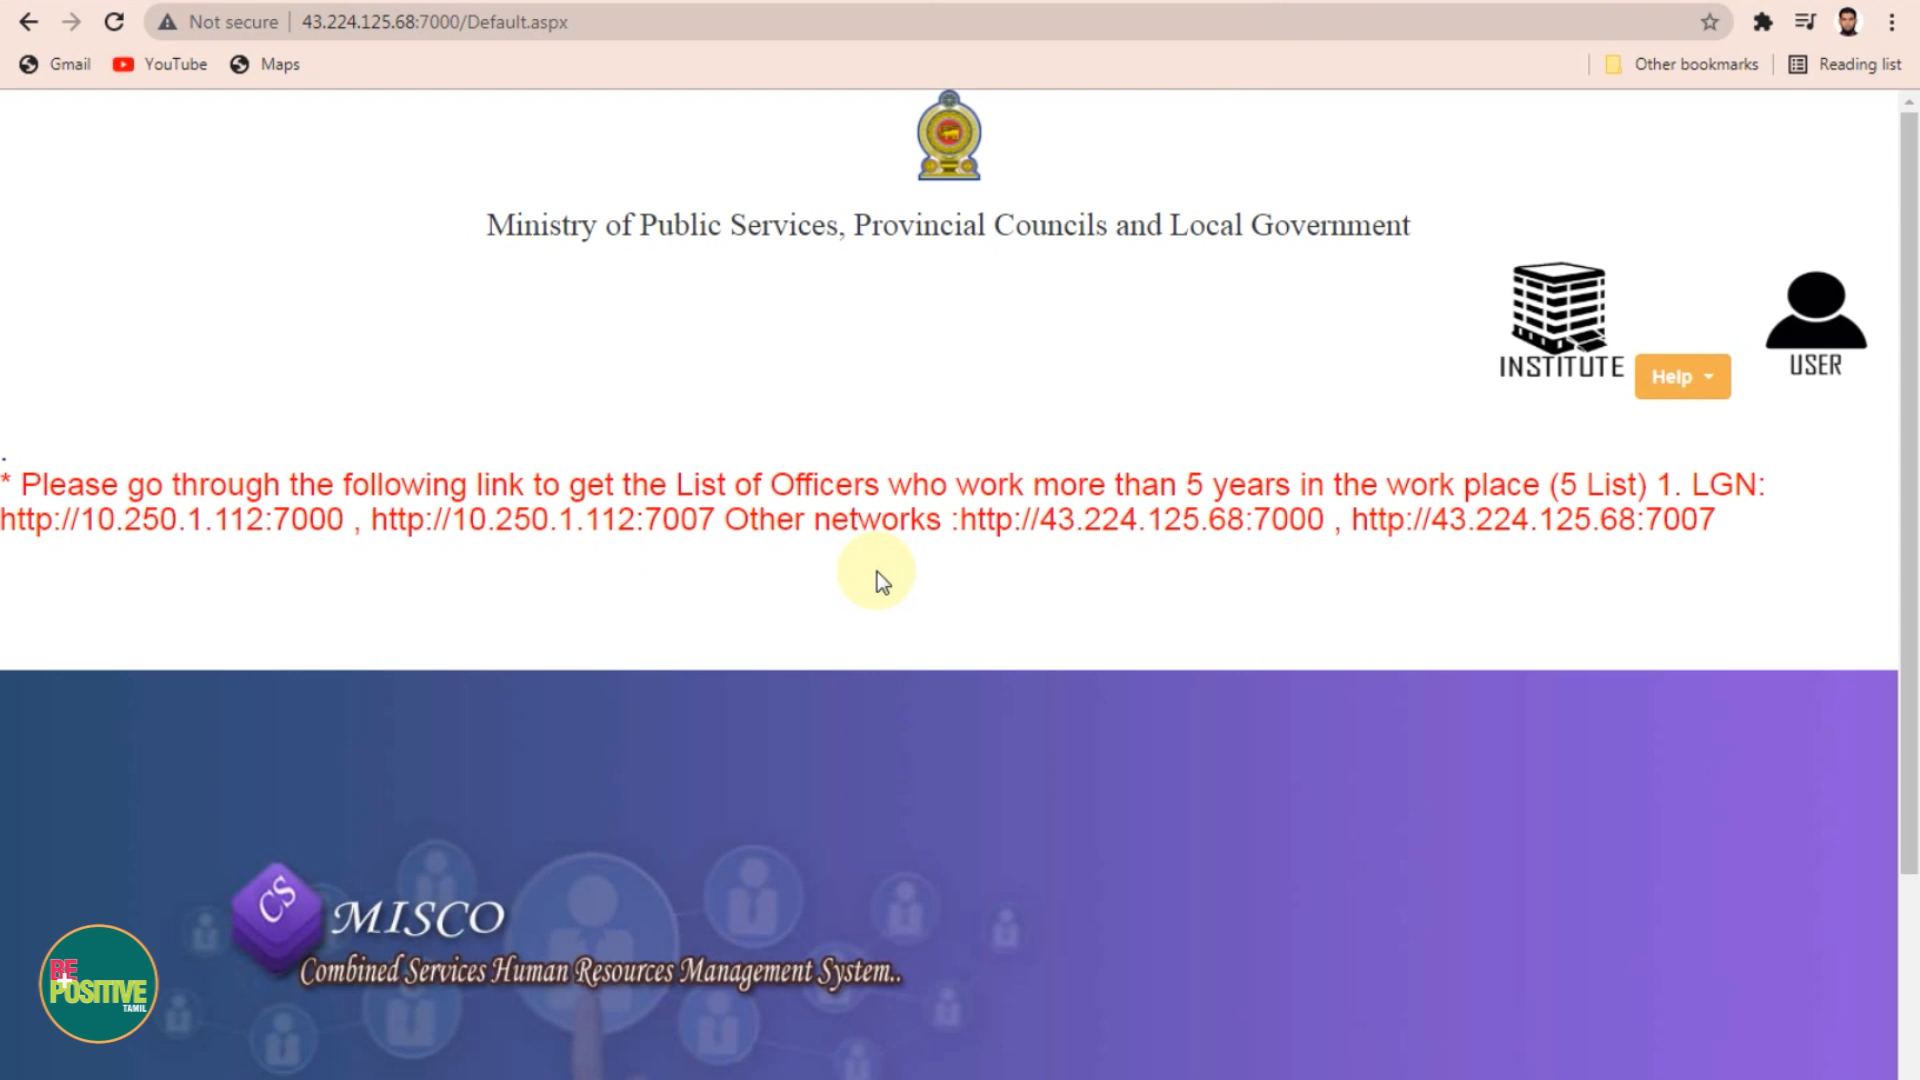 Not secure
43.224.125.68:7000/Default.aspx
Gmail
YouTube
Maps
Other bookmarks
Reading list
Ministry of Public Services, Provincial Councils and Local Government
INSTITUTE
Help
USER
.
* Please go through the following link to get the List of Officers who work more than 5 years in the work place (5 List) 1. LGN:
http://10.250.1.112:7000 , http://10.250.1.112:7007 Other networks :http://43.224.125.68:7000 , http://43.224.125.68:7007
CS
MISCO
Combined Services Human Resources Management System..
BE
+
POSITIVE
TAMIL